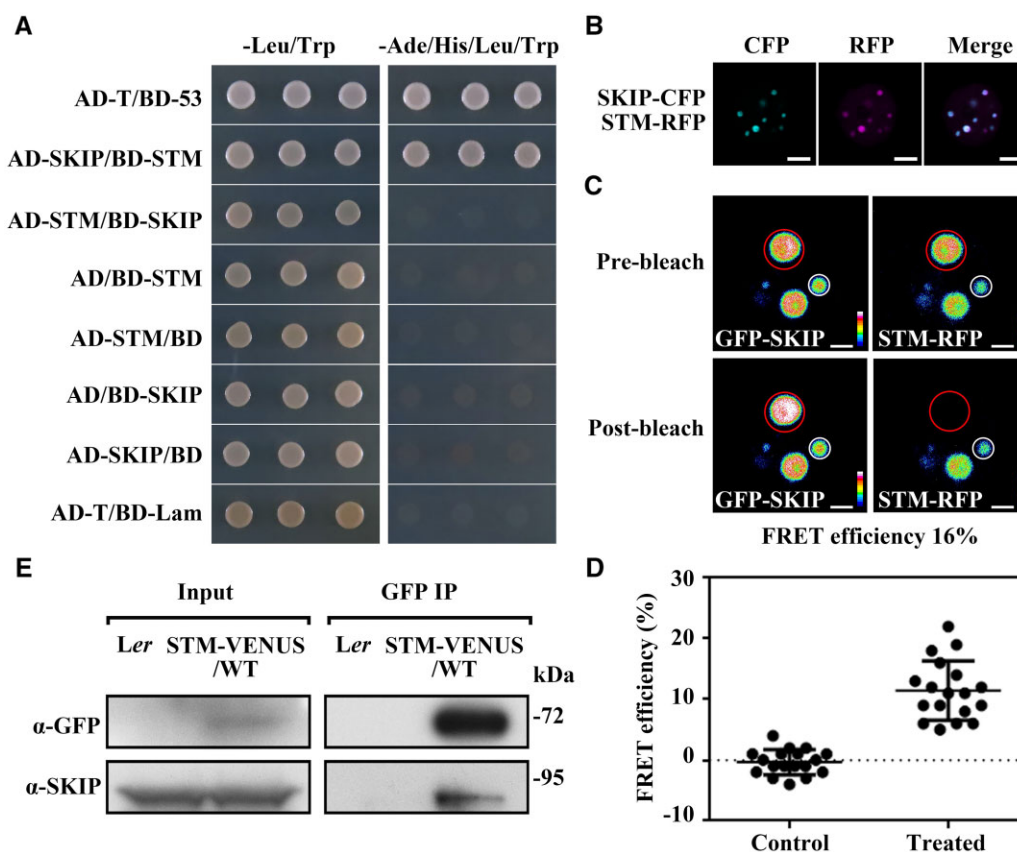 A
-Leu/Trp
-Ade/His/Leu/Trp
AD-T/BD-53
AD-SKIP/BD-STM
AD-STM/BD-SKIP
AD/BD-STM
AD-STM/BD
AD/BD-SKIP
AD-SKIP/BD
AD-T/BD-Lam
B
CFP
RFP
Merge
SKIP-CFP
STM-RFP
C
Pre-bleach
GFP-SKIP
STM-RFP
Post-bleach
GFP-SKIP
STM-RFP
FRET efficiency 16%
D
FRET efficiency (%)
30
20
10
0
-10
Control
Treated
E
Input
GFP IP
Ler
STM-VENUS
/WT
Ler
STM-VENUS
/WT
kDa
α-GFP
-72
α-SKIP
-95